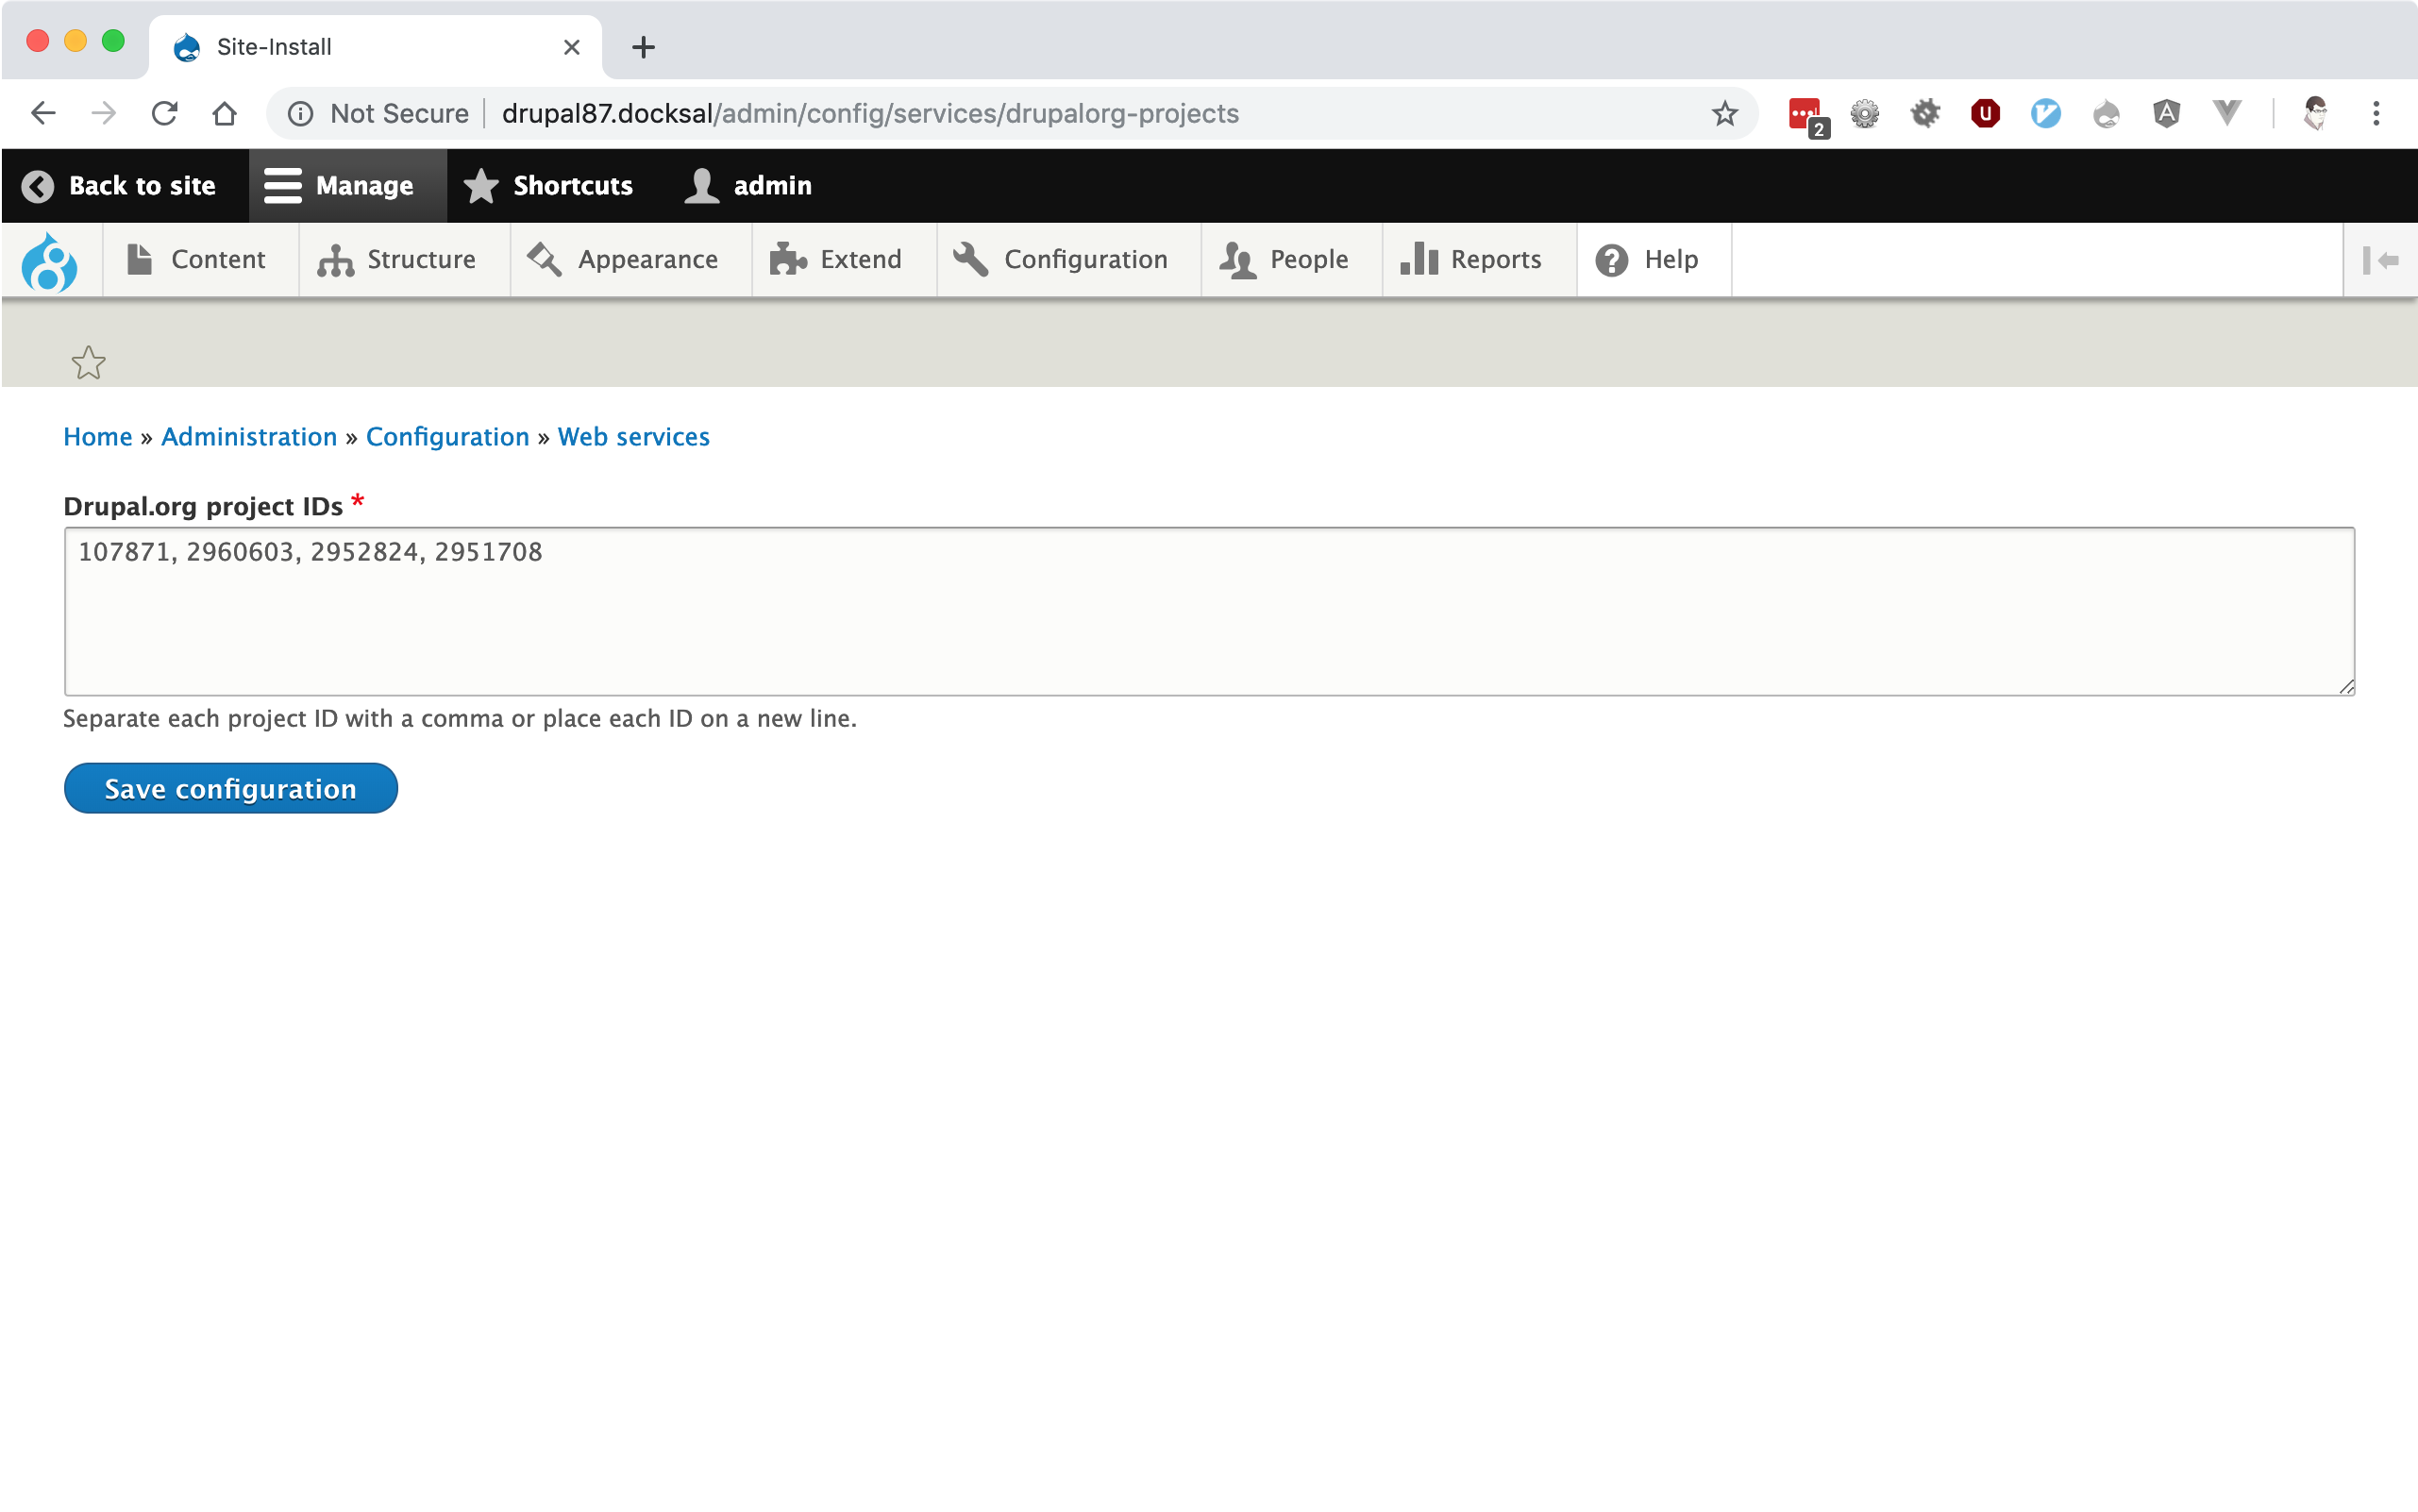 Site-Install
Not Secure drupal87.docksal/admin/config/services/drupalorg-projects
2
Back to site Manage Shortcuts admin
Content Structure Appearance Extend Configuration People Reports Help
Home » Administration » Configuration » Web services
Drupal.org project IDs *
107871, 2960603, 2952824, 2951708
Separate each project ID with a comma or place each ID on a new line.
Save configuration